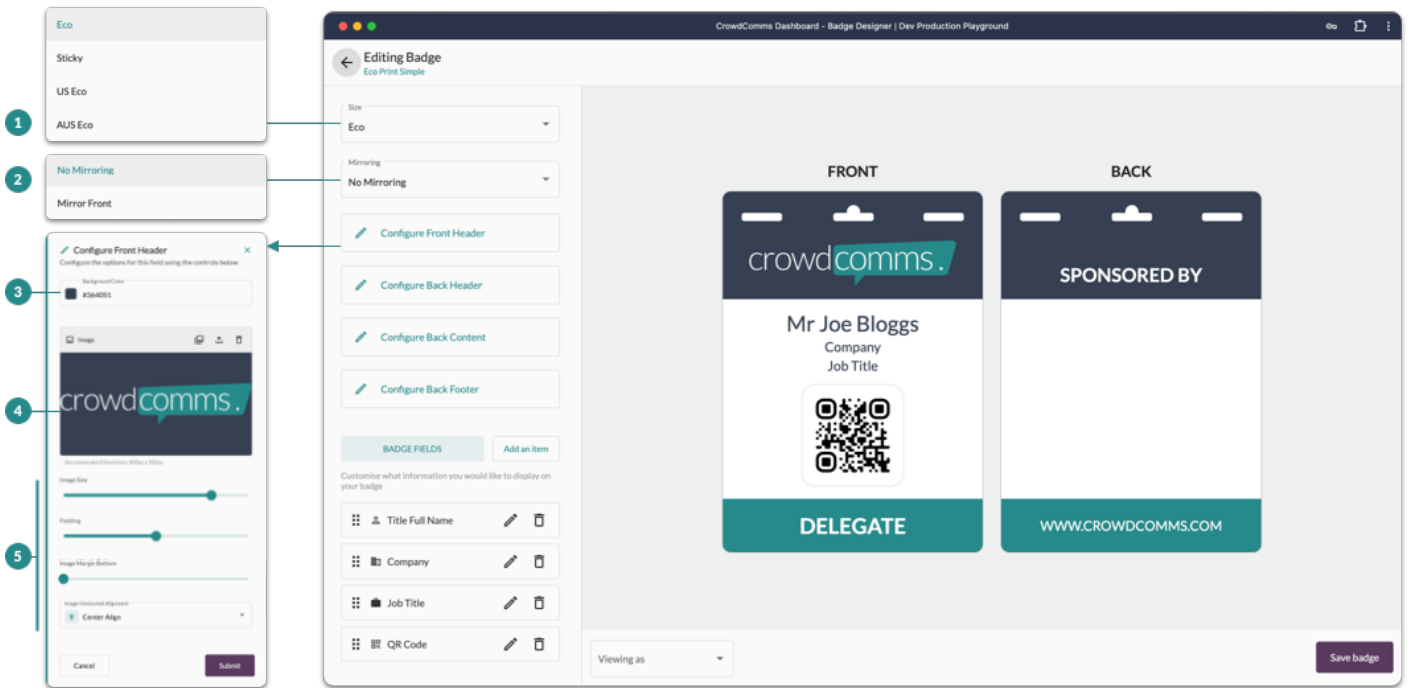 Eco
Sticky
US Eco
AUS Eco
1
No Mirroring
Mirror Front
2
Configure Front Header
Configure the options for this field using the controls below
Background Color
#364051
3
Image
crowdcomms.
4
Recommended Dimensions: 
Image Size
Padding
Image Margin Bottom
5
Image Horizontal Alignment
Center Align
Cancel
Submit
CrowdComms Dashboard - Badge Designer | Dev Production Playground
Editing Badge
Eco Print Simple
Size
Eco
Mirroring
No Mirroring
Configure Front Header
Configure Back Header
Configure Back Content
Configure Back Footer
BADGE FIELDS
Add an item
Customise what information you would like to display on
your badge
Title Full Name
Company
Job Title
QR Code
FRONT
crowdcomms.
Mr Joe Bloggs
Company
Job Title
DELEGATE
BACK
SPONSORED BY
WWW.CROWDCOMMS.COM
Viewing as
Save badge